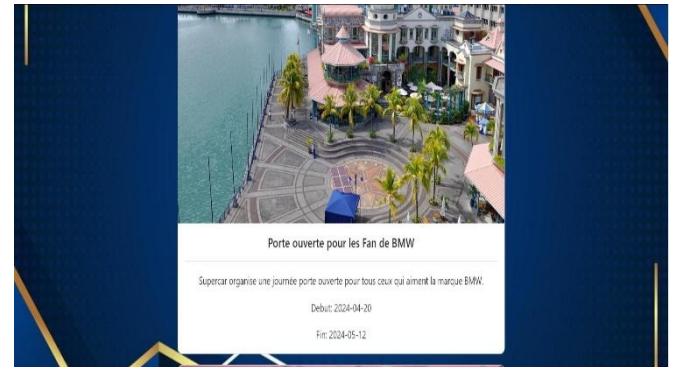 Porte ouverte pour les Fan de BMW
Supercar organise une journée porte ouverte pour tous ceux qui aiment la marque BMW.
Debut: 2024-04-20
Fin: 2024-05-12